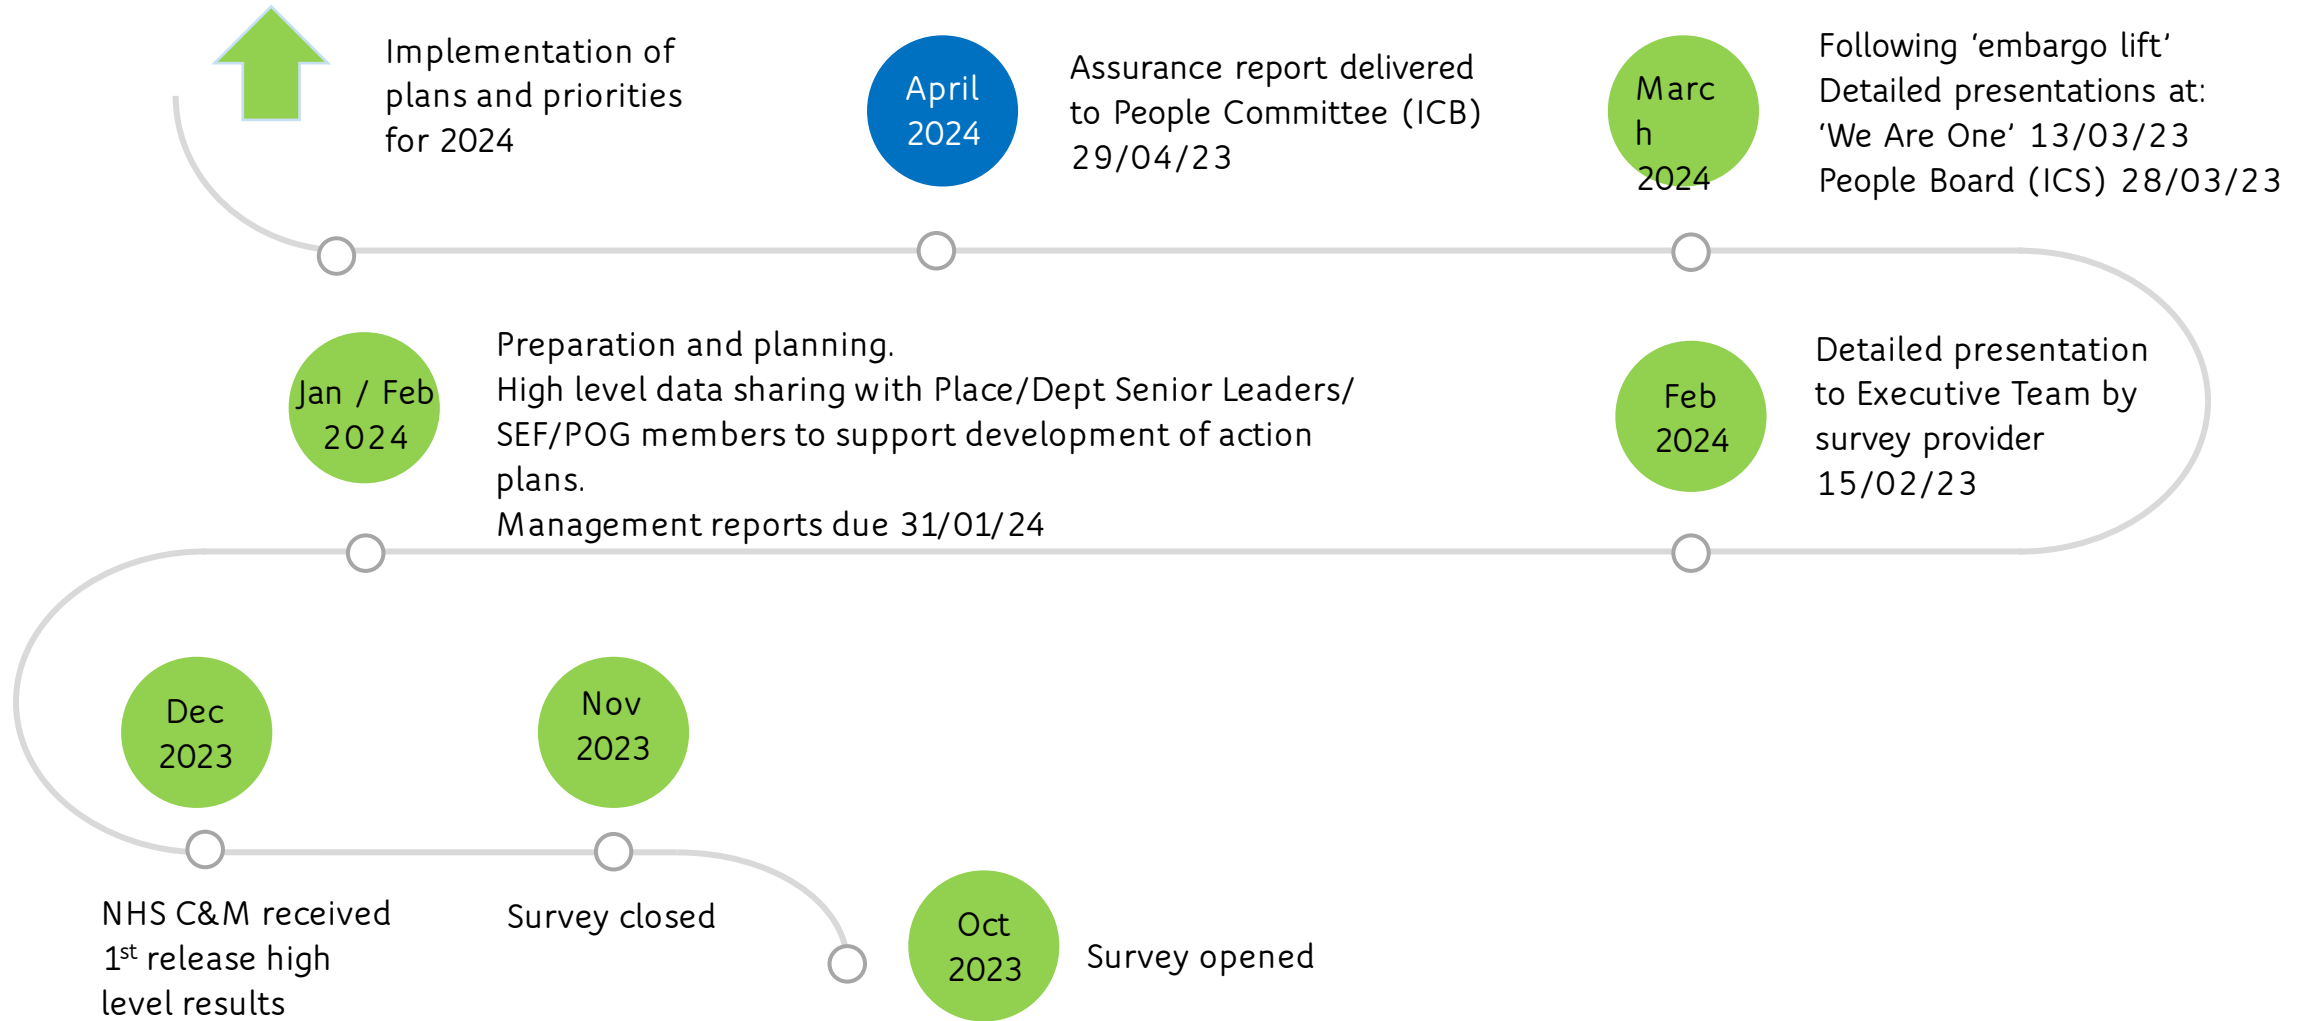 Implementation of
plans and priorities
for 2024
April
2024
Assurance report delivered
to People Committee (ICB)
29/04/23
Marc
h
2024
Following ‘embargo lift’
Detailed presentations at:
‘We Are One’ 13/03/23
People Board (ICS) 28/03/23
Jan / Feb
2024
Preparation and planning.
High level data sharing with Place/Dept Senior Leaders/
SEF/POG members to support development of action
plans.
Management reports due 31/01/24
Feb
2024
Detailed presentation
to Executive Team by
survey provider
15/02/23
Dec
2023
NHS C&M received
1st release high
level results
Nov
2023
Survey closed
Oct
2023
Survey opened